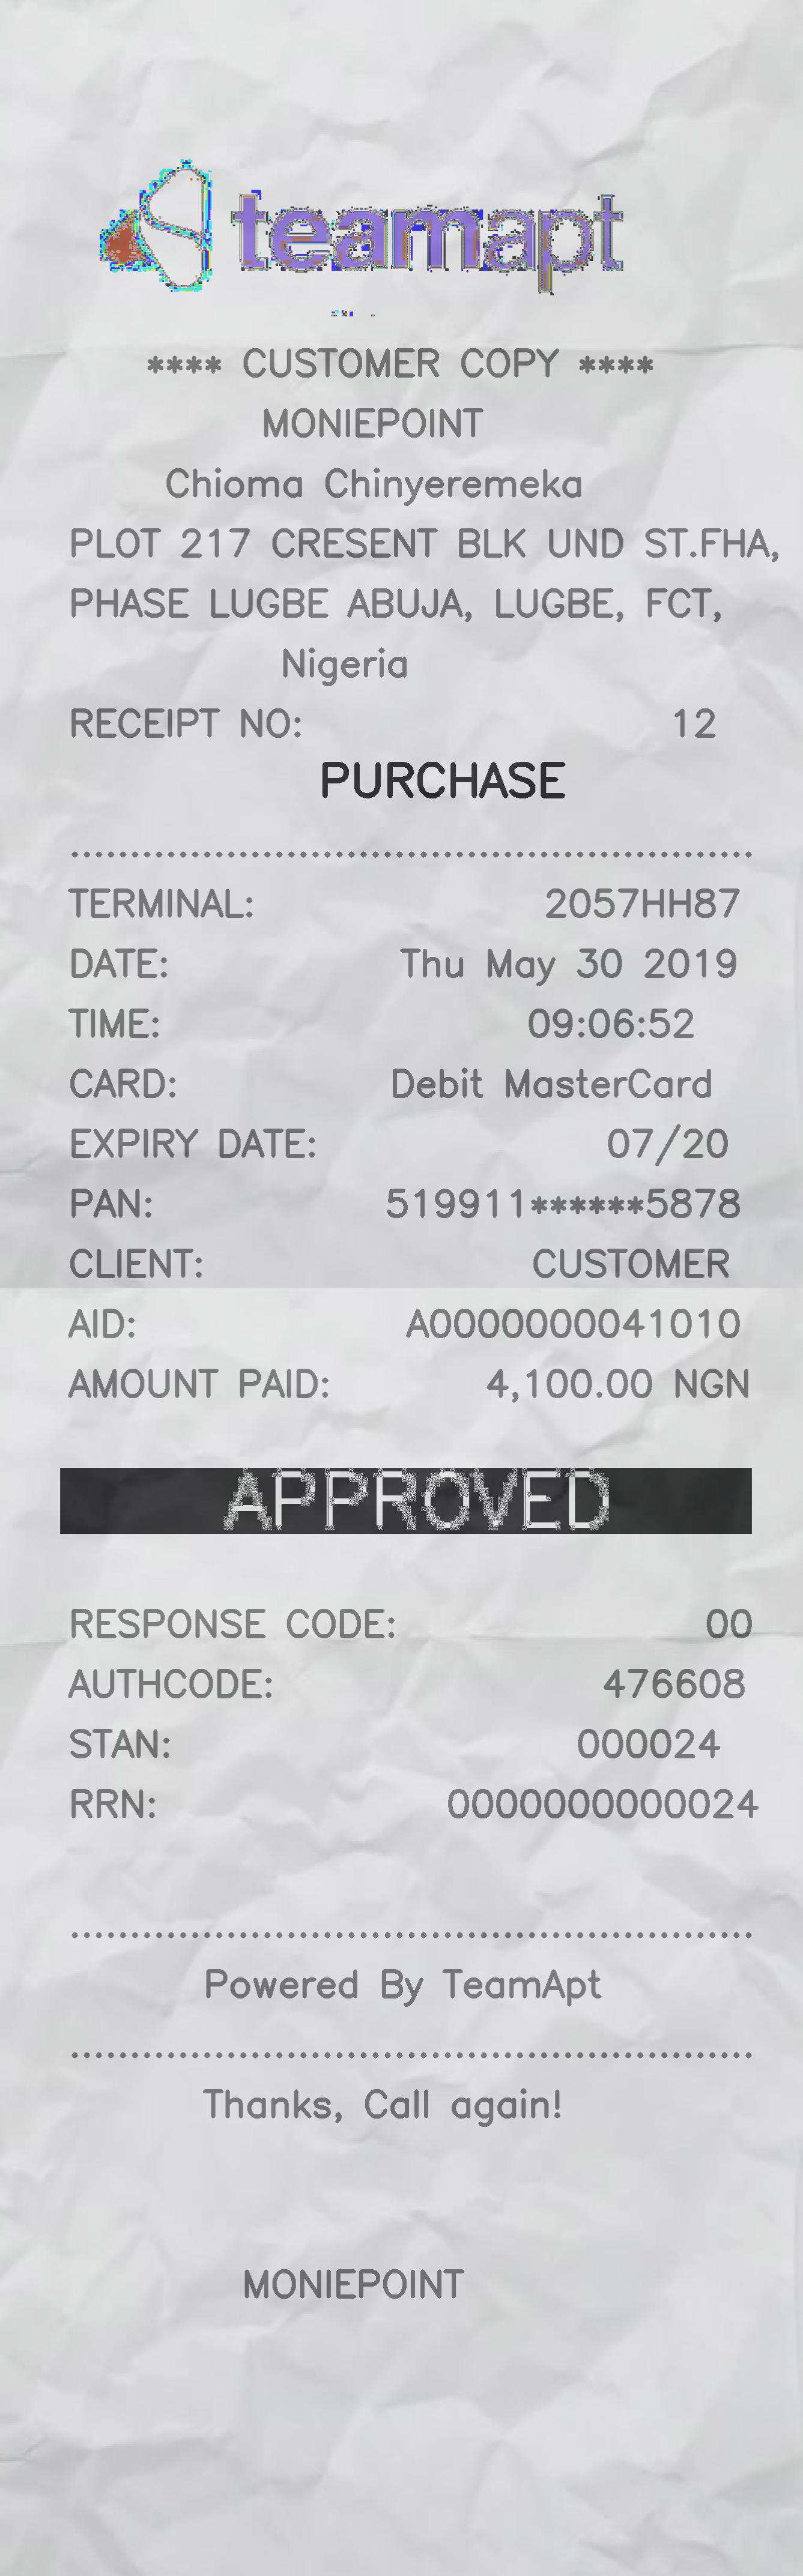 teamapt
**** CUSTOMER COPY ****
MONIEPOINT
Chioma Chinyeremeka
PLOT 217 CRESENT BLK UND ST.FHA,
PHASE LUGBE ABUJA, LUGBE, FCT,
Nigeria
RECEIPT NO: 12
PURCHASE
TERMINAL: 2057HH87
DATE: Thu May 30 2019
TIME: 09:06:52
CARD: Debit MasterCard
EXPIRY DATE: 07/20
PAN: 519911******5878
CLIENT: CUSTOMER
AID: A0000000041010
AMOUNT PAID: 4,100.00 NGN
APPROVED
RESPONSE CODE: 00
AUTHCODE: 476608
STAN: 000024
RRN: 0000000000024
Powered By TeamApt
Thanks, Call again!
MONIEPOINT